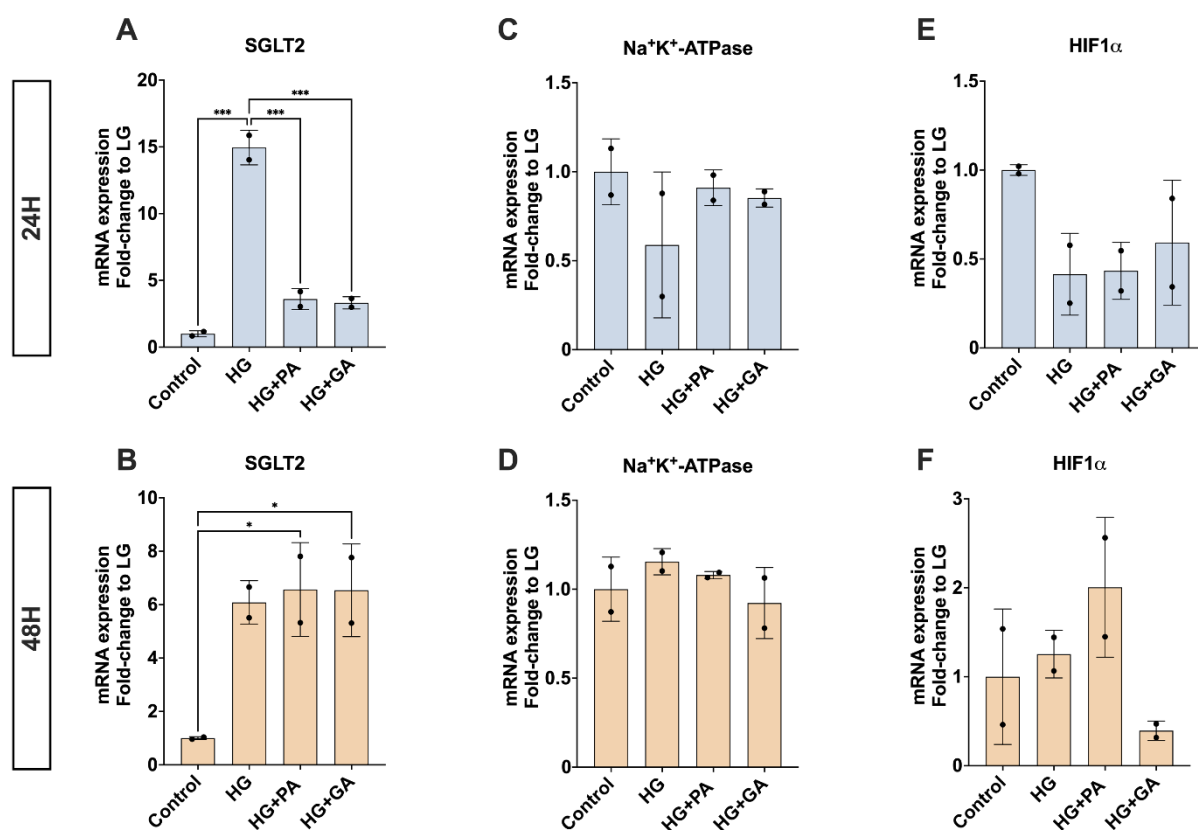 A
SGLT2
24H
mRNA expression
Fold-change to LG
20
15
10
5
0
***
***
***
Control
HG
HG+PA
HG+GA
C
Na⁺K⁺-ATPase
mRNA expression
Fold-change to LG
1.5
1.0
0.5
0.0
Control
HG
HG+PA
HG+GA
E
HIF1α
mRNA expression
Fold-change to LG
1.5
1.0
0.5
0.0
Control
HG
HG+PA
HG+GA
B
SGLT2
48H
mRNA expression
Fold-change to LG
10
8
6
4
2
0
*
*
Control
HG
HG+PA
HG+GA
D
Na⁺K⁺-ATPase
mRNA expression
Fold-change to LG
1.5
1.0
0.5
0.0
Control
HG
HG+PA
HG+GA
F
HIF1α
mRNA expression
Fold-change to LG
3
2
1
0
Control
HG
HG+PA
HG+GA